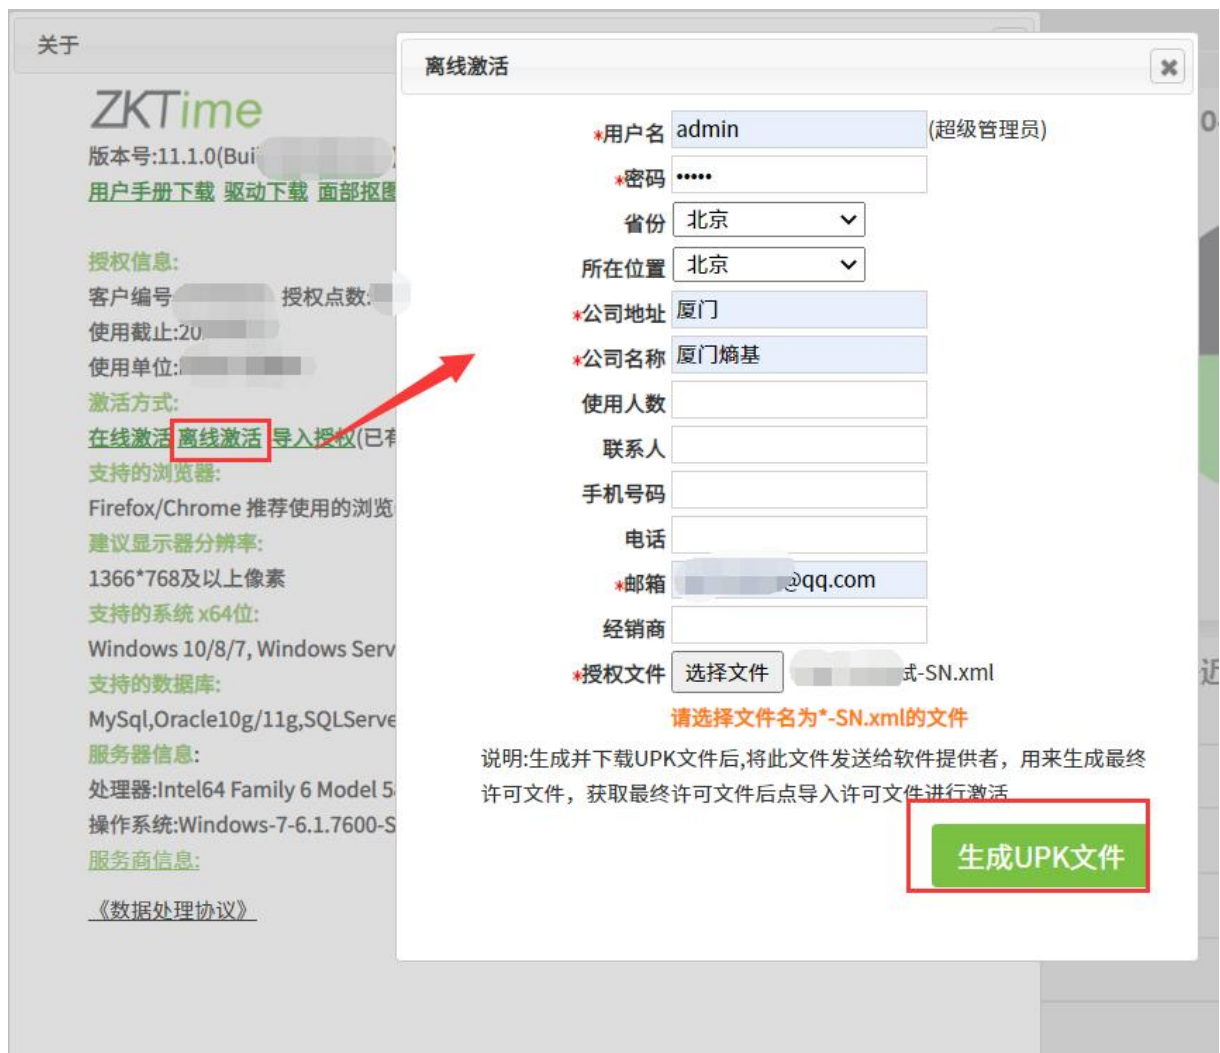 关于
ZKTime
版本号:11.1.0(Bui
用户手册下载 驱动下载 面部抠图
授权信息:
客户编号 授权点数:
使用截止:20
使用单位:
激活方式:
在线激活 离线激活 导入授权(已有
支持的浏览器:
Firefox/Chrome 推荐使用的浏览
建议显示器分辨率:
1366*768及以上像素
支持的系统 x64位:
Windows 10/8/7, Windows Serv
支持的数据库:
MySql,Oracle10g/11g,SQLServe
服务器信息:
处理器:Intel64 Family 6 Model 5
操作系统:Windows-7-6.1.7600-S
服务商信息:
《数据处理协议》
离线激活
*用户名 admin (超级管理员)
*密码 •••••
省份 北京
所在位置 北京
*公司地址 厦门
*公司名称 厦门熵基
使用人数
联系人
手机号码
电话
*邮箱 @qq.com
经销商
*授权文件 选择文件 试-SN.xml
请选择文件名为*-SN.xml的文件
说明:生成并下载UPK文件后,将此文件发送给软件提供者，用来生成最终
许可文件，获取最终许可文件后点导入许可文件进行激活
生成UPK文件